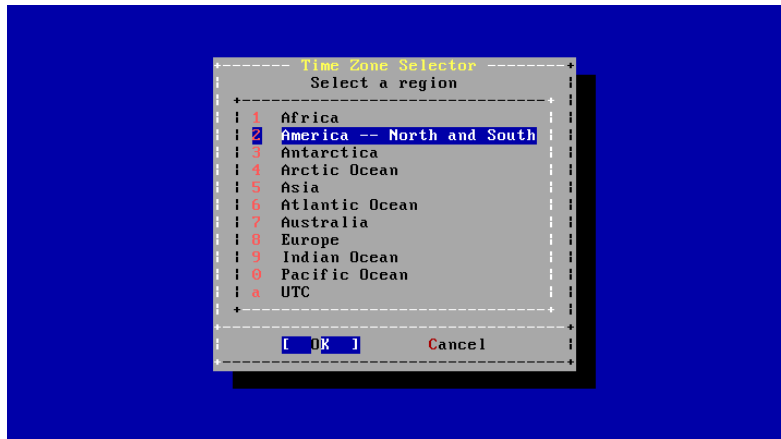 Time Zone Selector
Select a region
1 Africa
2 America -- North and South
3 Antarctica
4 Arctic Ocean
5 Asia
6 Atlantic Ocean
7 Australia
8 Europe
9 Indian Ocean
0 Pacific Ocean
a UTC
[ OK ] Cancel